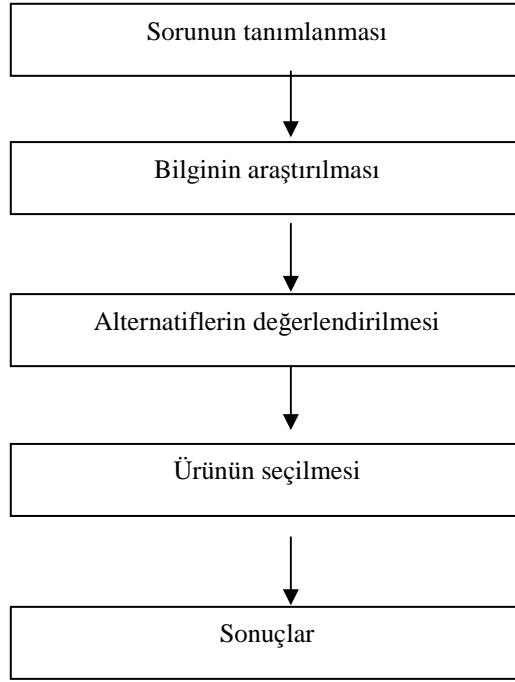 Sorunun tanımlanması
Bilginin araştırılması
Alternatiflerin değerlendirilmesi
Ürünün seçilmesi
Sonuçlar